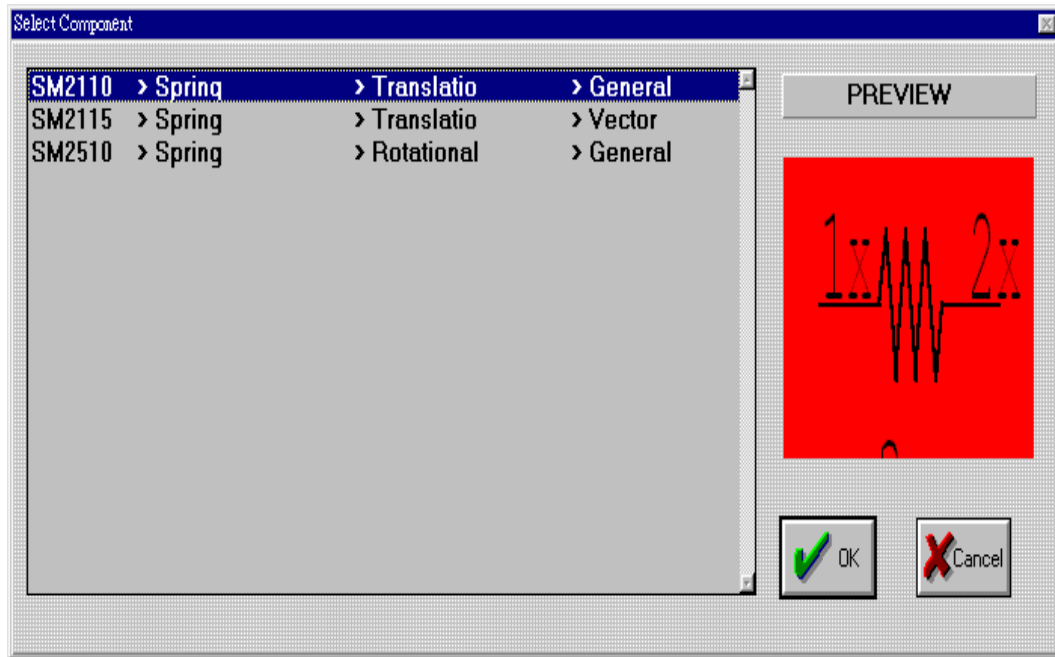 Select Component
SM2110 > Spring > Translatio > General
SM2115 > Spring > Translatio > Vector
SM2510 > Spring > Rotational > General
PREVIEW
1x 2x
OK Cancel